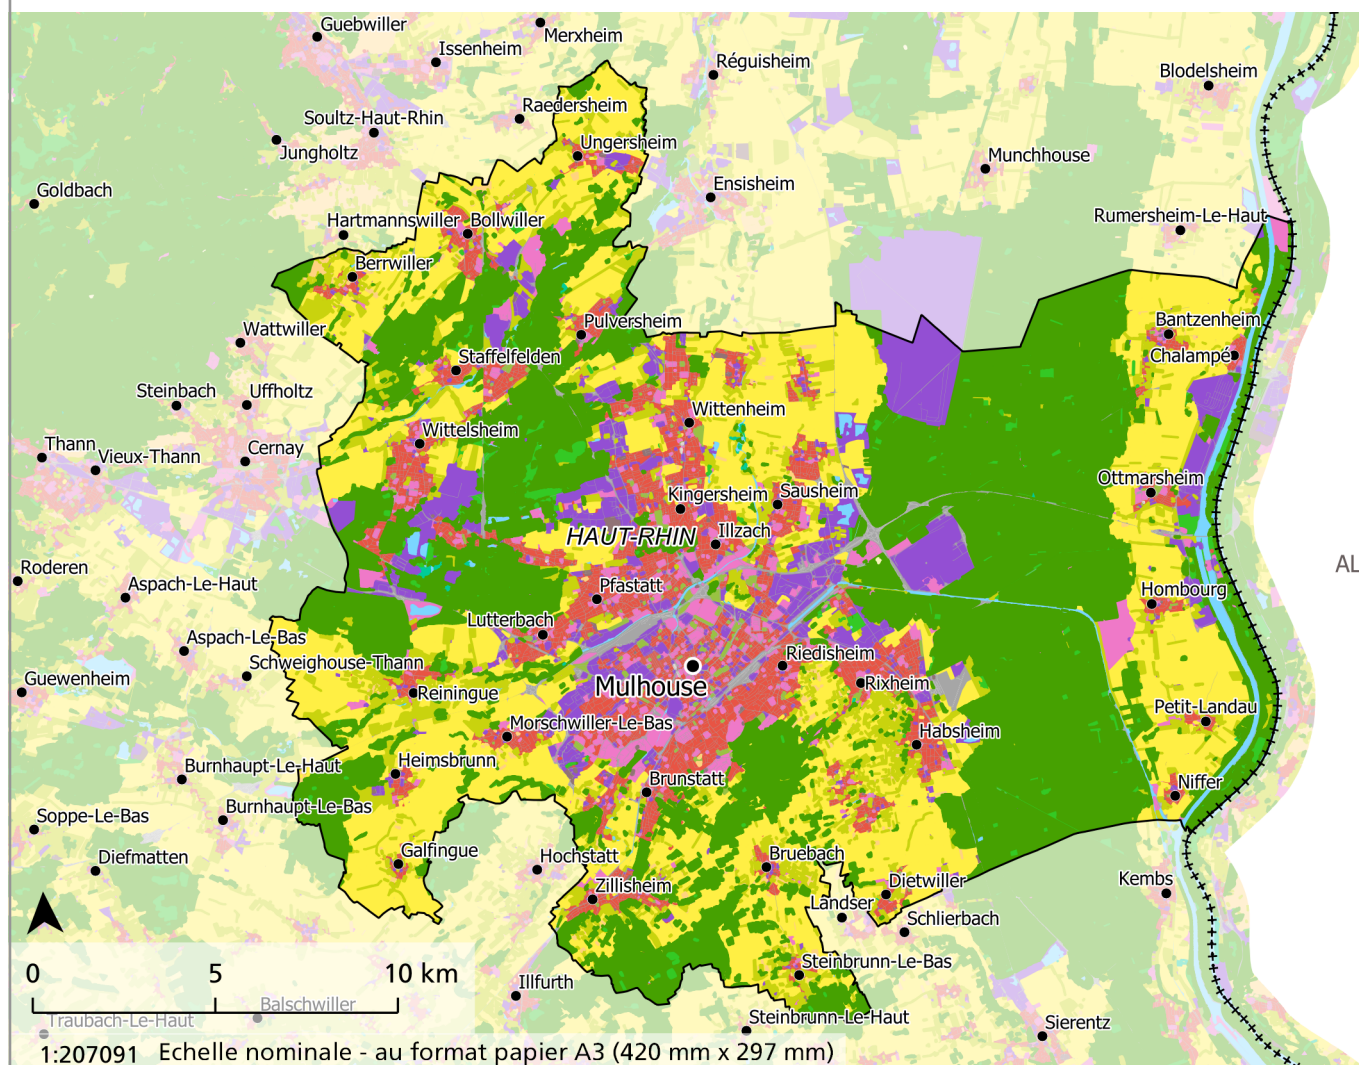 Guebwiller
Merxheim
Issenheim
Réguisheim
Blodelsheim
Raedersheim
Soultz-Haut-Rhin
Ungersheim
Jungholtz
Munchhouse
Goldbach
Ensisheim
Hartmannswiller
Bollwiller
Rumersheim-Le-Haut
Berrwiller
Wattwiller
Pulversheim
Bantzenheim
Staffelfelden
Chalampé
Steinbach
Uffholtz
Wittenheim
Wittelsheim
Thann
Vieux-Thann
Cernay
Ottmarsheim
Kingersheim
Sausheim
HAUT-RHIN
Illzach
AL
Roderen
Aspach-Le-Haut
Pfastatt
Hombourg
Lutterbach
Aspach-Le-Bas
Riedisheim
Schweighouse-Thann
Guewenheim
Mulhouse
Rixheim
Reiningue
Petit-Landau
Morschwiller-Le-Bas
Habsheim
Heimsbrunn
Burnhaupt-Le-Haut
Brunstatt
Niffer
Burnhaupt-Le-Bas
Soppe-Le-Bas
Galfingue
Bruebach
Diefmatten
Hochstatt
Kembs
Dietwiller
Zillisheim
Landser
Schlierbach
Steinbrunn-Le-Bas
0 5 10 km
Illfurth
Balschwiller
Traubach-Le-Haut
Steinbrunn-Le-Haut
Sierentz
1:207091 Echelle nominale - au format papier A3 (420 mm x 297 mm)